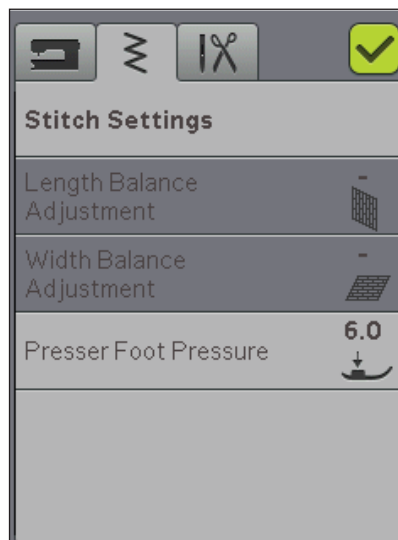 Stitch Settings
Length Balance
-
Adjustment
Width Balance
-
Adjustment
6.0
Presser Foot Pressure